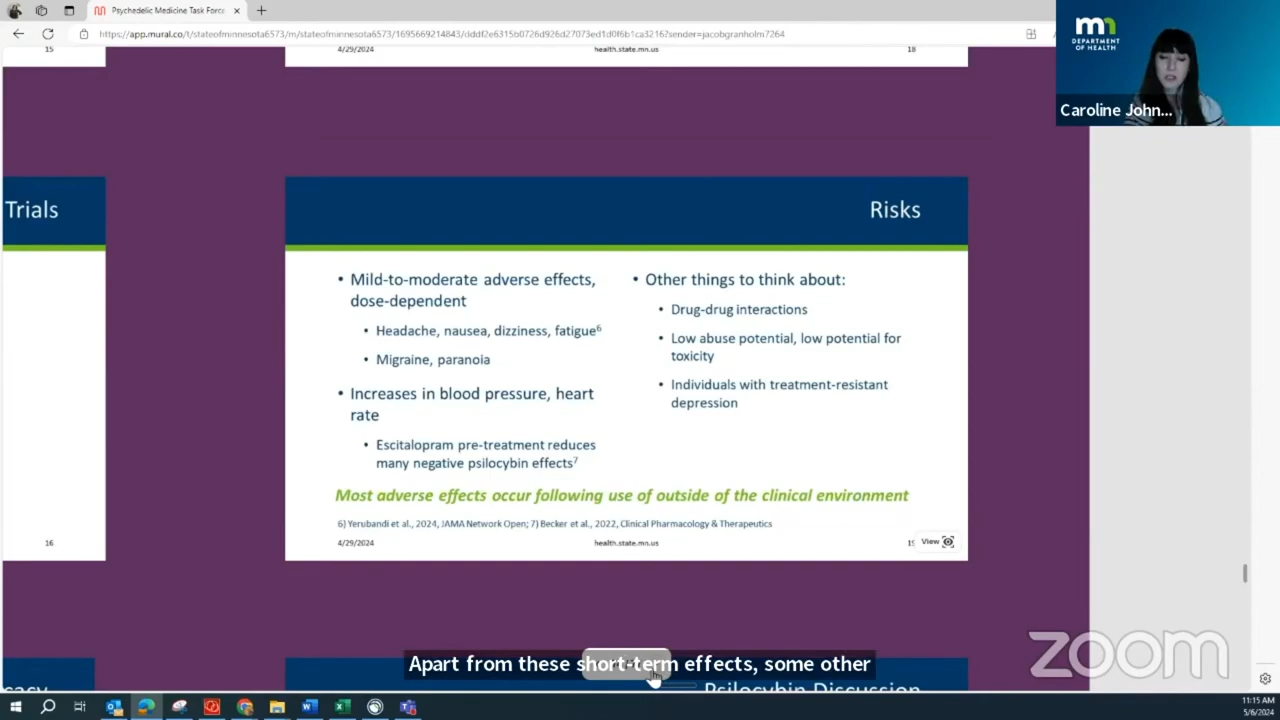 Psychedelic Medicine Task Force
https://app.mural.co/t/stateofminnesota6573/m/stateofminnesota6573/1695669214843/dddf2e6315b0726d926d27073ed1d0f6b1ca3216?sender=jacobgranholm7264
mn
DEPARTMENT
OF HEALTH
Caroline John...
15
4/29/2024
health.state.mn.us
18
Trials
Risks
• Mild-to-moderate adverse effects,
dose-dependent
• Headache, nausea, dizziness, fatigue6
• Migraine, paranoia
• Increases in blood pressure, heart
rate
• Escitalopram pre-treatment reduces
many negative psilocybin effects7
• Other things to think about:
• Drug-drug interactions
• Low abuse potential, low potential for
toxicity
• Individuals with treatment-resistant
depression
Most adverse effects occur following use of outside of the clinical environment
6) Yerubandi et al., 2024, JAMA Network Open; 7) Becker et al., 2022, Clinical Pharmacology & Therapeutics
16
4/29/2024
health.state.mn.us
View
zoom
Apart from these short-term effects, some other
Psilocybin Discussion
11:15 AM
5/6/2024